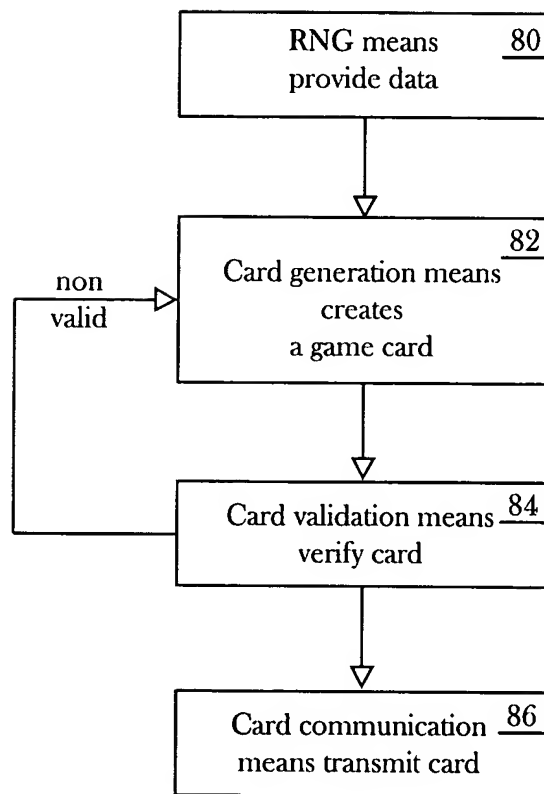 RNG means 80
provide data
82
Card generation means
creates
a game card
non
valid
Card validation means 84
verify card
Card communication 86
means transmit card